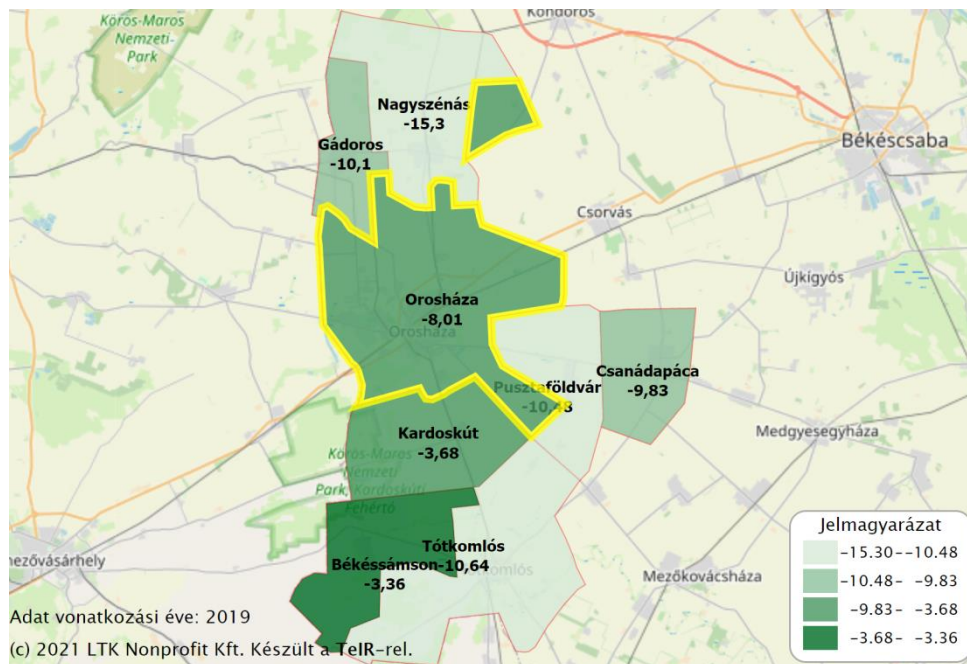 Körös-Maros
Nemzeti-
Park
Kondoros
Nagyszénás
-15,3
Békéscsaba
Gádoros
-10,1
Csorvás
Újkígyós
Orosháza
-8,01
Orosháza
Csanádapáca
-9,83
Pusztaföldvár
-10,48
Medgyesegyháza
Kardoskút
-3,68
Körös-Maros
Nemzeti
Park, Kardoskúti
Fehértó
Tótkomlós
-10,64
Békéssámson
-3,36
mezővásárhely
Mezőkovácsháza
Jelmagyarázat
-15.30--10.48
-10.48- -9.83
-9.83- -3.68
-3.68- -3.36
Adat vonatkozási éve: 2019
(c) 2021 LTK Nonprofit Kft. Készült a TeIR-rel.